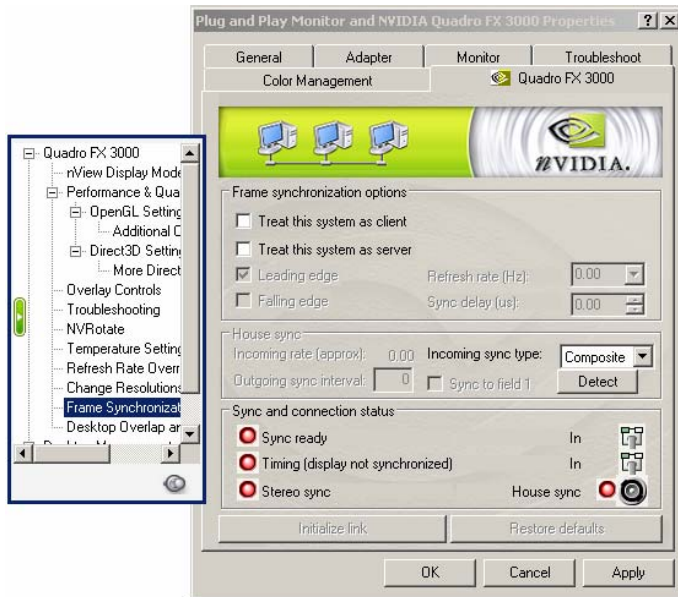 Plug and Play Monitor and NVIDIA Quadro FX 3000 Properties
General Adapter Monitor Troubleshoot
Color Management Quadro FX 3000
nVIDIA.
Quadro FX 3000
nView Display Mode
Performance & Qua
OpenGL Setting
Additional C
Direct3D Setting
More Direct
Overlay Controls
Troubleshooting
NVRotate
Temperature Setting
Refresh Rate Overr
Change Resolutions
Frame Synchronizat
Desktop Overlap ar
Frame synchronization options
Treat this system as client
Treat this system as server
Leading edge Refresh rate (Hz): 0.00
Falling edge Sync delay (us): 0.00
House sync
Incoming rate (approx): 0.00 Incoming sync type: Composite
Outgoing sync interval: 0 Sync to field 1 Detect
Sync and connection status
Sync ready In
Timing (display not synchronized) In
Stereo sync House sync
Initialize link Restore defaults
OK Cancel Apply